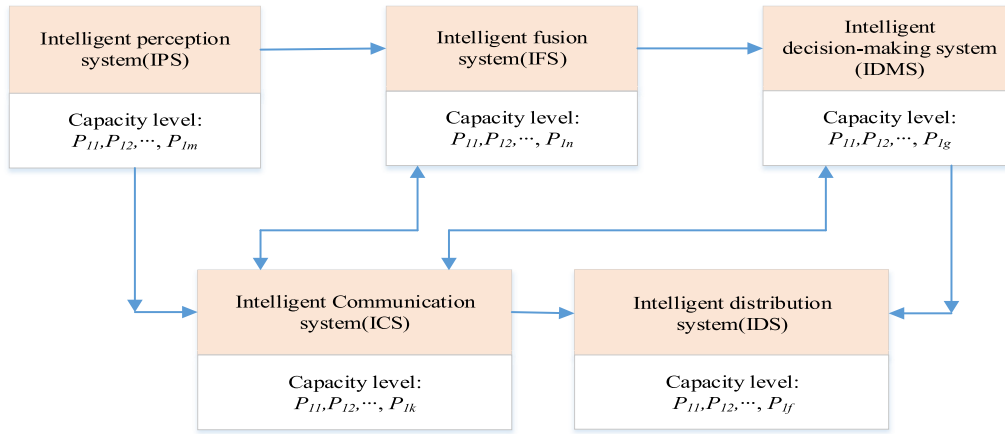 Intelligent perception
system(IPS)
Capacity level:
P11,P12,···, P1m
Intelligent fusion
system(IFS)
Capacity level:
P11,P12,···, P1n
Intelligent
decision-making system
(IDMS)
Capacity level:
P11,P12,···, P1g
Intelligent Communication
system(ICS)
Capacity level:
P11,P12,···, P1k
Intelligent distribution
system(IDS)
Capacity level:
P11,P12,···, P1f